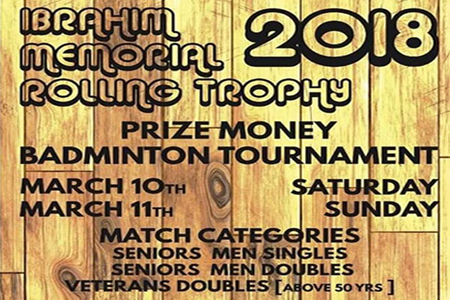 IBRAHIM 2018
MEMORIAL
ROLLING TROPHY
PRIZE MONEY
BADMINTON TOURNAMENT
MARCH 10TH SATURDAY
MARCH 11TH SUNDAY
MATCH CATEGORIES
SENIORS MEN SINGLES
SENIORS MEN DOUBLES
VETERANS DOUBLES [ABOVE 50 YRS ]